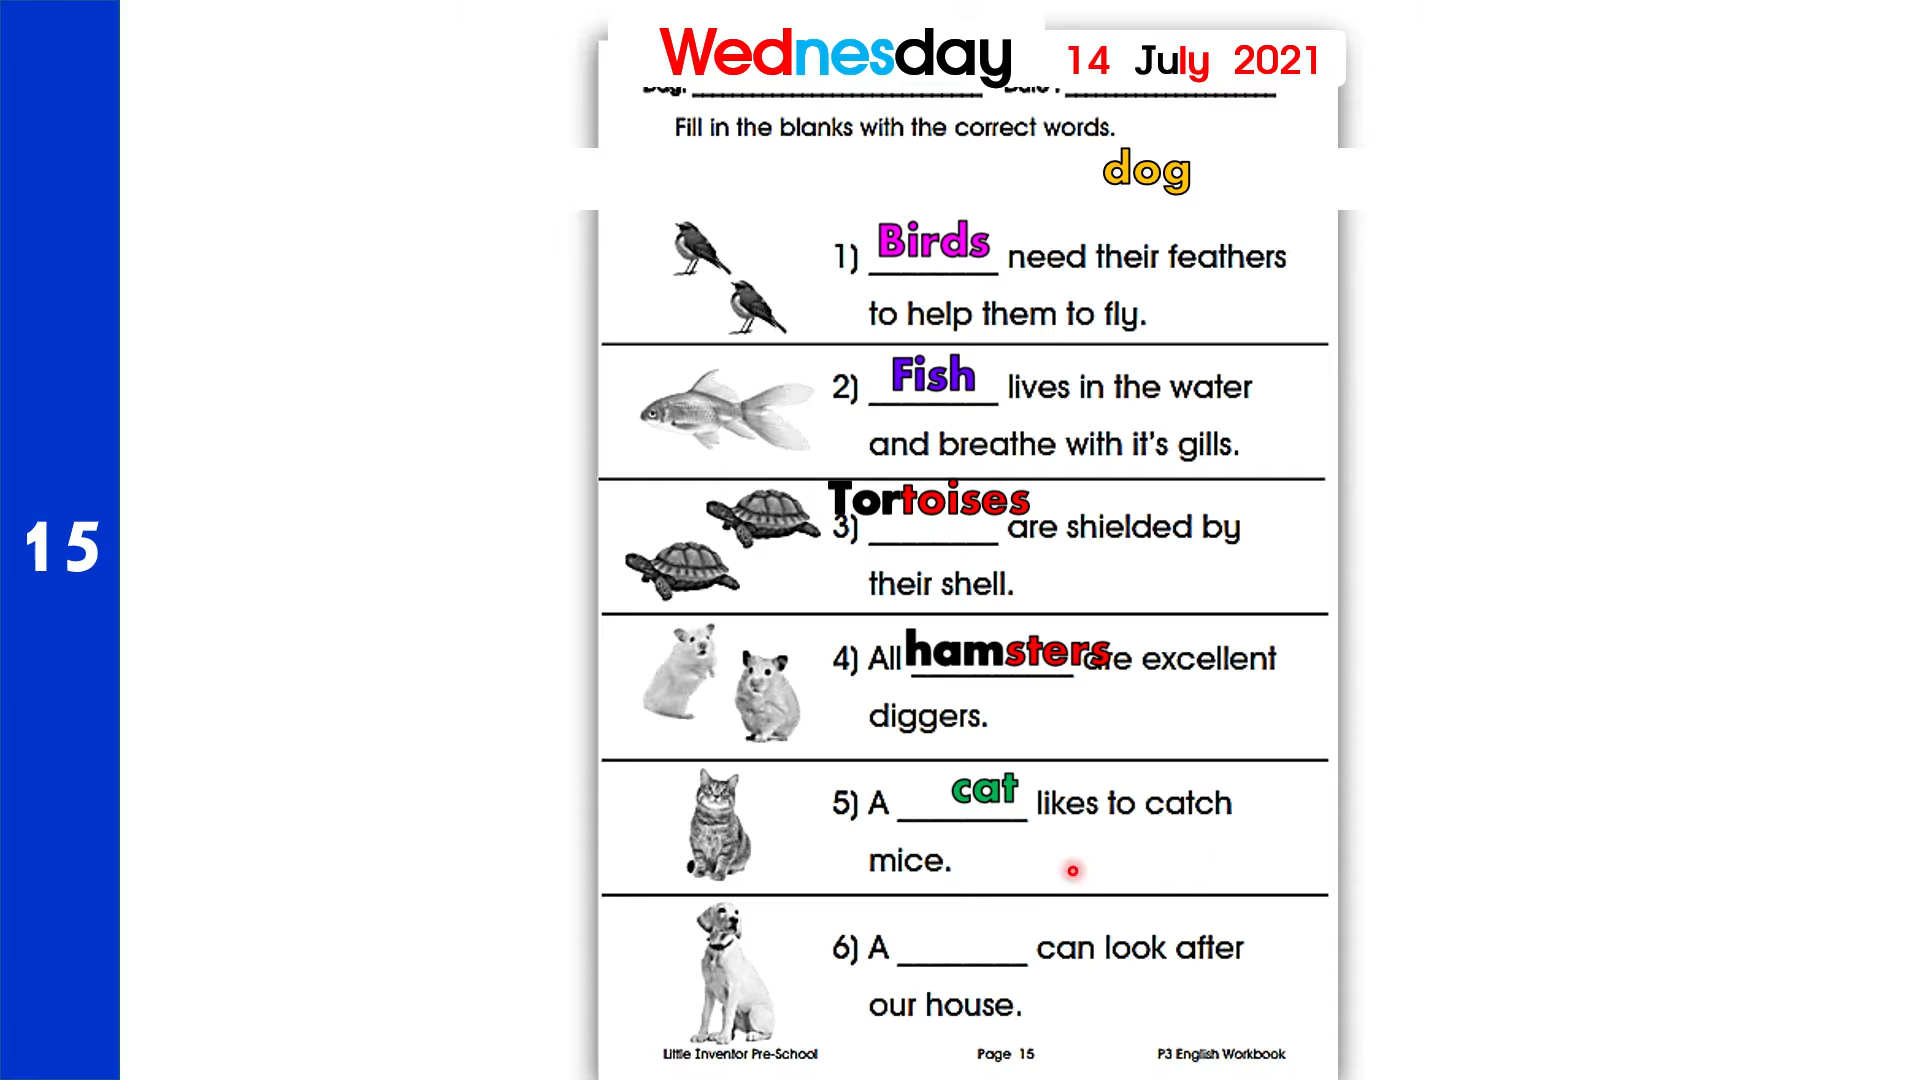 Wednesday 14 July 2021
Day: Date :
Fill in the blanks with the correct words.
dog
1) Birds need their feathers
to help them to fly.
2) Fish lives in the water
and breathe with it's gills.
3) Tortoises are shielded by
their shell.
4) All hamsters are excellent
diggers.
15
5) A cat likes to catch
mice.
6) A ________ can look after
our house.
Little Inventor Pre-School Page 15 P3 English Workbook